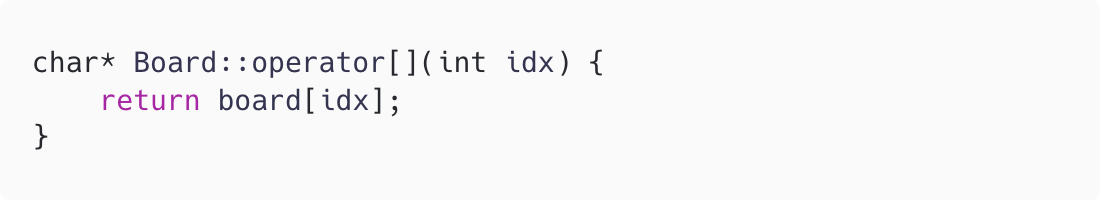 char* Board::operator[](int idx) {
    return board[idx];
}